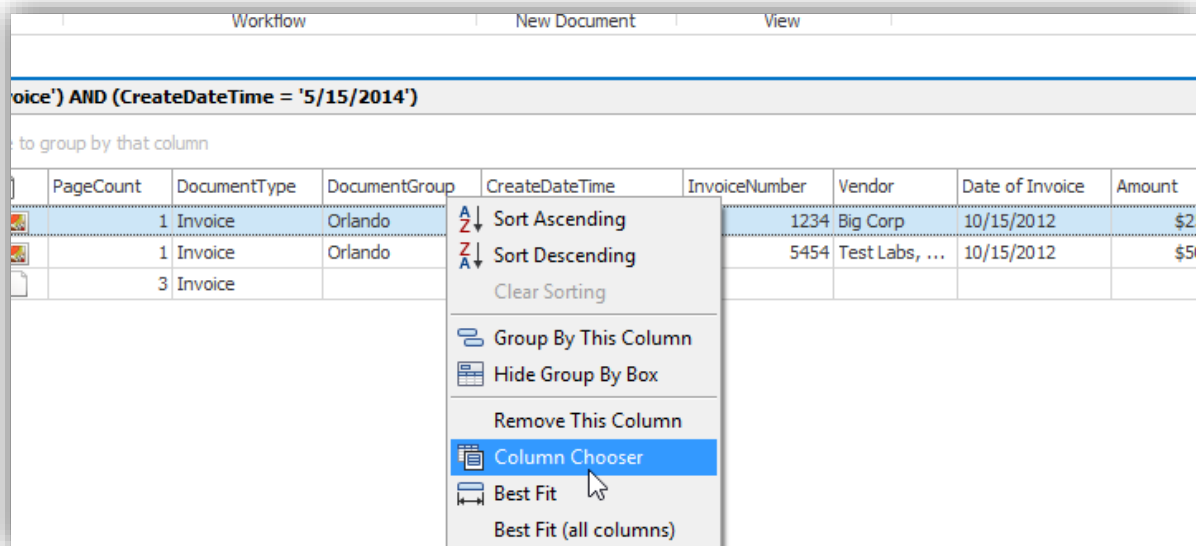 Workflow New Document View
oice') AND (CreateDateTime = '5/15/2014')
to group by that column
PageCount DocumentType DocumentGroup CreateDateTime InvoiceNumber Vendor Date of Invoice Amount
1 Invoice Orlando 1234 Big Corp 10/15/2012 $2
1 Invoice Orlando 5454 Test Labs, ... 10/15/2012 $5
3 Invoice
Sort Ascending
Sort Descending
Clear Sorting
Group By This Column
Hide Group By Box
Remove This Column
Column Chooser
Best Fit
Best Fit (all columns)